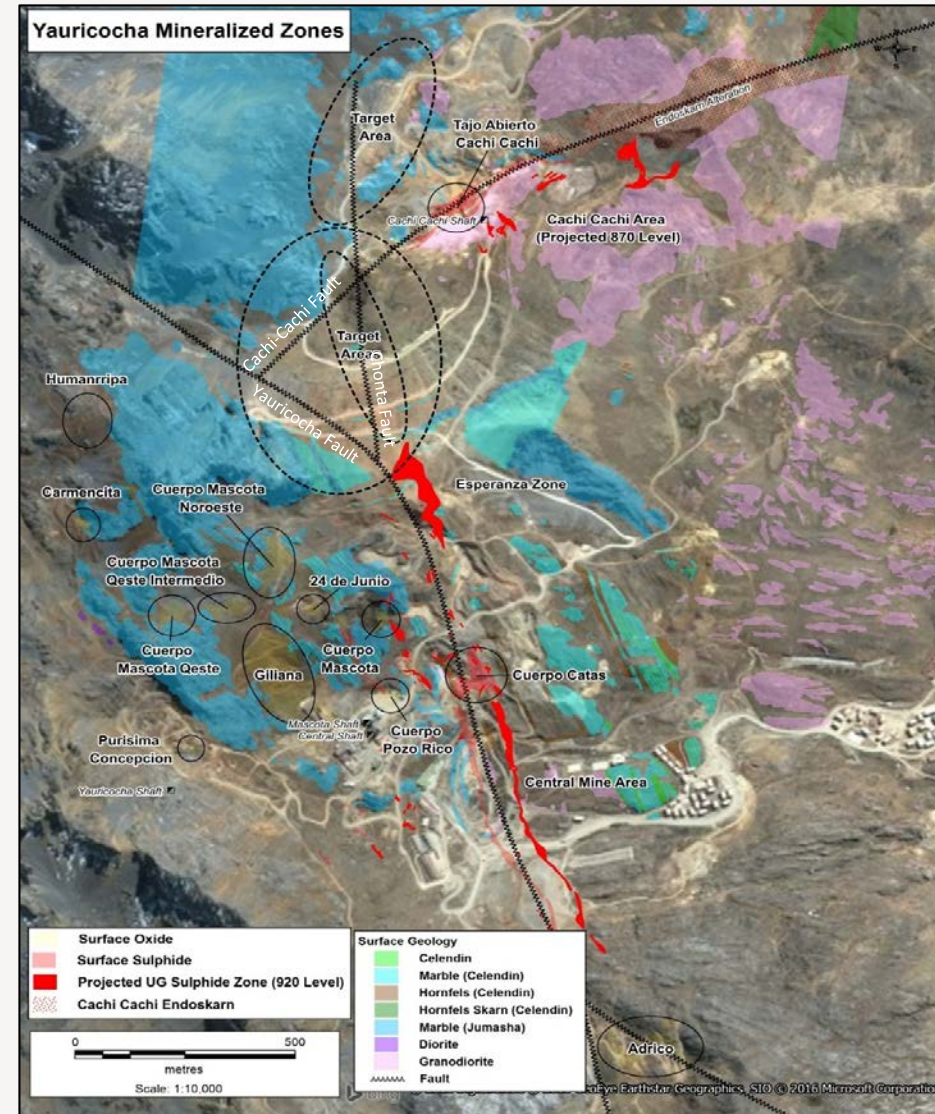 Yauricocha Mineralized Zones
Target
Area
Tajo Abierto
Cachi Cachi
Endoskarn Alteration
W
E
S
Cachi Cachi Shaft
Cachi Cachi Area
(Projected 870 Level)
Cachi-Cachi Fault
Target
Area
Chonta Fault
Yauricocha Fault
Humanrripa
Carmencita
Cuerpo Mascota
Noroeste
Esperanza Zone
Cuerpo Mascota
Qeste Intermedio
24 de Junio
Cuerpo
Mascota Qeste
Giliana
Cuerpo
Mascota
Cuerpo Catas
Mascota Shaft
Central Shaft
Cuerpo
Pozo Rico
Purisima
Concepcion
Yauricocha Shaft
Central Mine Area
Surface Oxide
Surface Sulphide
Projected UG Sulphide Zone (920 Level)
Cachi Cachi Endoskarn
0
500
metres
Scale: 1:10,000
Surface Geology
Celendin
Marble (Celendin)
Hornfels (Celendin)
Hornfels Skarn (Celendin)
Marble (Jumasha)
Diorite
Granodiorite
Fault
Adrico
Earthstar Geographics, SIO © 2016 Microsoft Corporation